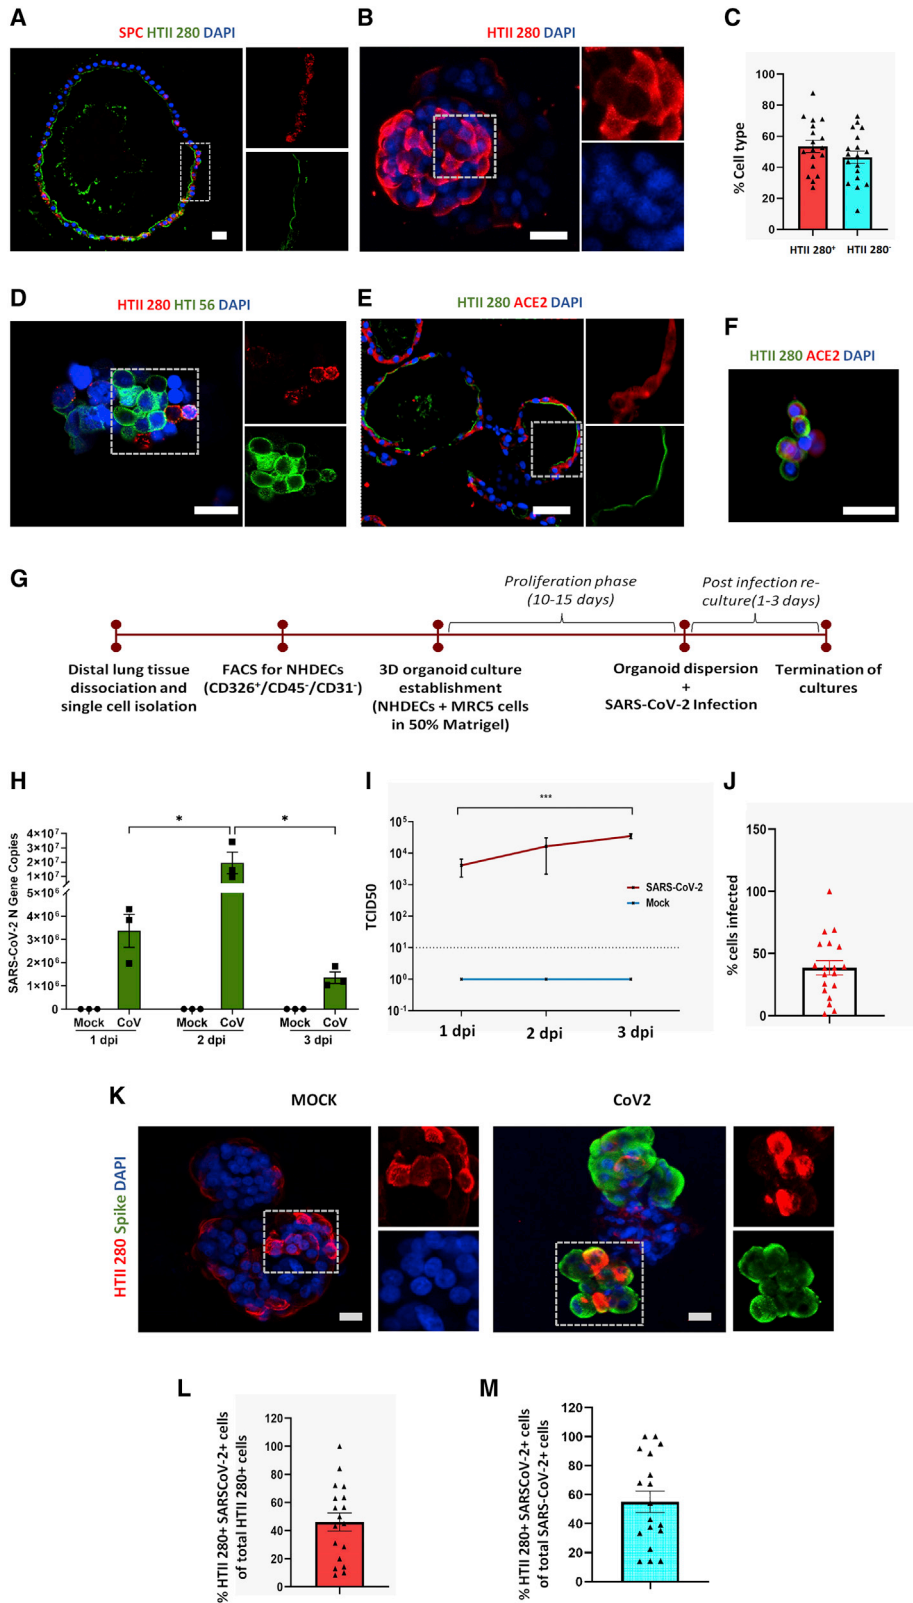 A
SPC HTII 280 DAPI
B
HTII 280 DAPI
C
% Cell type
100
80
60
40
20
0
HTII 280⁺
HTII 280⁻
D
HTII 280 HTI 56 DAPI
E
HTII 280 ACE2 DAPI
F
HTII 280 ACE2 DAPI
G
Proliferation phase
(10-15 days)
Post infection re-
culture(1-3 days)
Distal lung tissue
dissociation and
single cell isolation
FACS for NHDECs
(CD326⁺/CD45⁻/CD31⁻)
3D organoid culture
establishment
(NHDECs + MRC5 cells
in 50% Matrigel)
Organoid dispersion
+
SARS-CoV-2 Infection
Termination of
cultures
H
SARS-CoV-2 N Gene Copies
4×10⁷
3×10⁷
2×10⁷
1×10⁷
5×10⁶
4×10⁶
3×10⁶
2×10⁶
1×10⁶
0
*
*
Mock CoV
Mock CoV
Mock CoV
1 dpi
2 dpi
3 dpi
I
TCID50
10⁵
10⁴
10³
10²
10¹
10⁰
10⁻¹
***
SARS-CoV-2
Mock
1 dpi
2 dpi
3 dpi
J
% cells infected
150
100
50
0
K
MOCK
CoV2
HTII 280 Spike DAPI
L
% HTII 280+ SARSCoV-2+ cells
of total HTII 280+ cells
120
100
80
60
40
20
0
M
% HTII 280+ SARSCoV-2+ cells
of total SARS-CoV-2+ cells
120
100
80
60
40
20
0